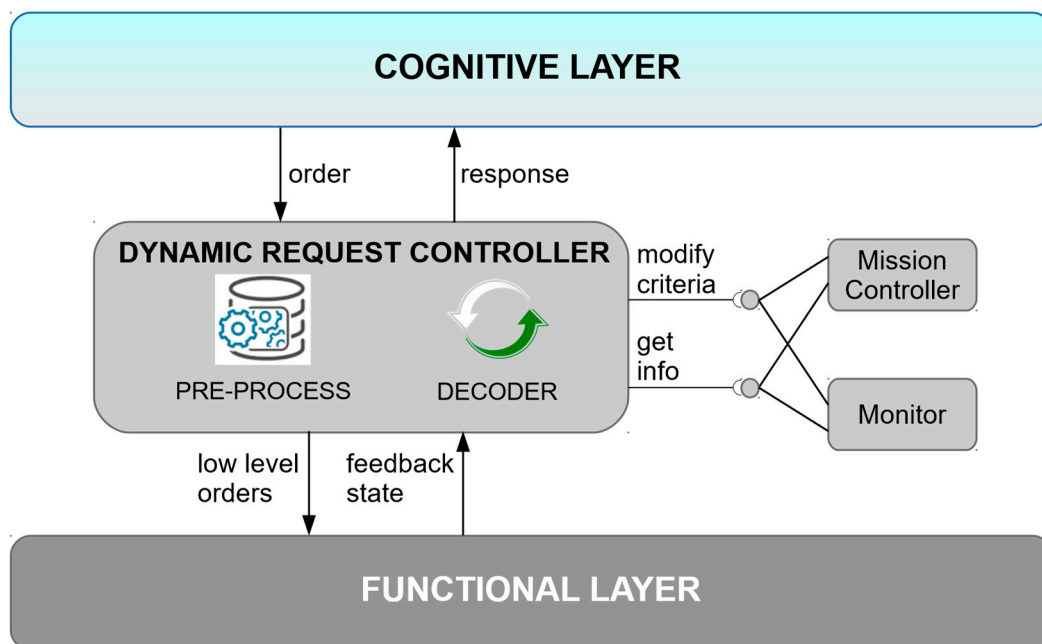 COGNITIVE LAYER
order
response
DYNAMIC REQUEST CONTROLLER
PRE-PROCESS
DECODER
modify
criteria
get
info
Mission
Controller
Monitor
low level
orders
feedback
state
FUNCTIONAL LAYER